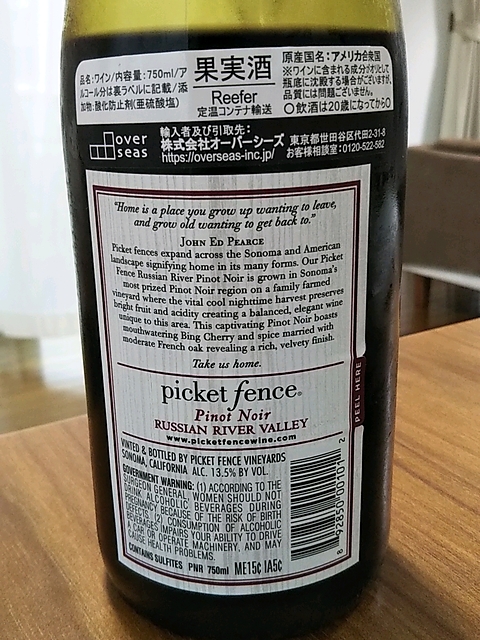 品名:ワイン/内容量:750ml/ア
ルコール分は裏ラベルに記載/添
加物:酸化防止剤(亜硫酸塩)
果実酒
Reefer
定温コンテナ輸送
原産国名:アメリカ合衆国
※ワインに含まれる成分がオリとして
瓶底に沈殿する場合がございますが、
品質には問題ございません。
〇飲酒は20歳になってから〇
over
seas
輸入者及び引取先:
株式会社オーバーシーズ
https://overseas-inc.jp/
東京都世田谷区代田2-31-8
お客様相談室:0120-522-582
"Home is a place you grow up wanting to leave,
and grow old wanting to get back to."
JOHN ED PEARCE
Picket fences expand across the Sonoma and American
landscape signifying home in its many forms. Our Picket
Fence Russian River Pinot Noir is grown in Sonoma's
most prized Pinot Noir region on a family farmed
vineyard where the vital cool nighttime harvest preserves
bright fruit and acidity creating a balanced, elegant wine
unique to this area. This captivating Pinot Noir boasts
mouthwatering Bing Cherry and spice married with
moderate French oak revealing a rich, velvety finish.
Take us home.
PEEL HERE
picket fence®
Pinot Noir
RUSSIAN RIVER VALLEY
www.picketfencewine.com
VINTED & BOTTLED BY PICKET FENCE VINEYARDS
SONOMA, CALIFORNIA ALC. 13.5% BY VOL.
GOVERNMENT WARNING: (1) ACCORDING TO THE
SURGEON GENERAL, WOMEN SHOULD NOT
DRINK ALCOHOLIC BEVERAGES DURING
PREGNANCY BECAUSE OF THE RISK OF BIRTH
DEFECTS. (2) CONSUMPTION OF ALCOHOLIC
BEVERAGES IMPAIRS YOUR ABILITY TO DRIVE
A CAR OR OPERATE MACHINERY, AND MAY
CAUSE HEALTH PROBLEMS.
CONTAINS SULFITES PNR 750ml ME15¢ IA5¢
8 92859 00101 2